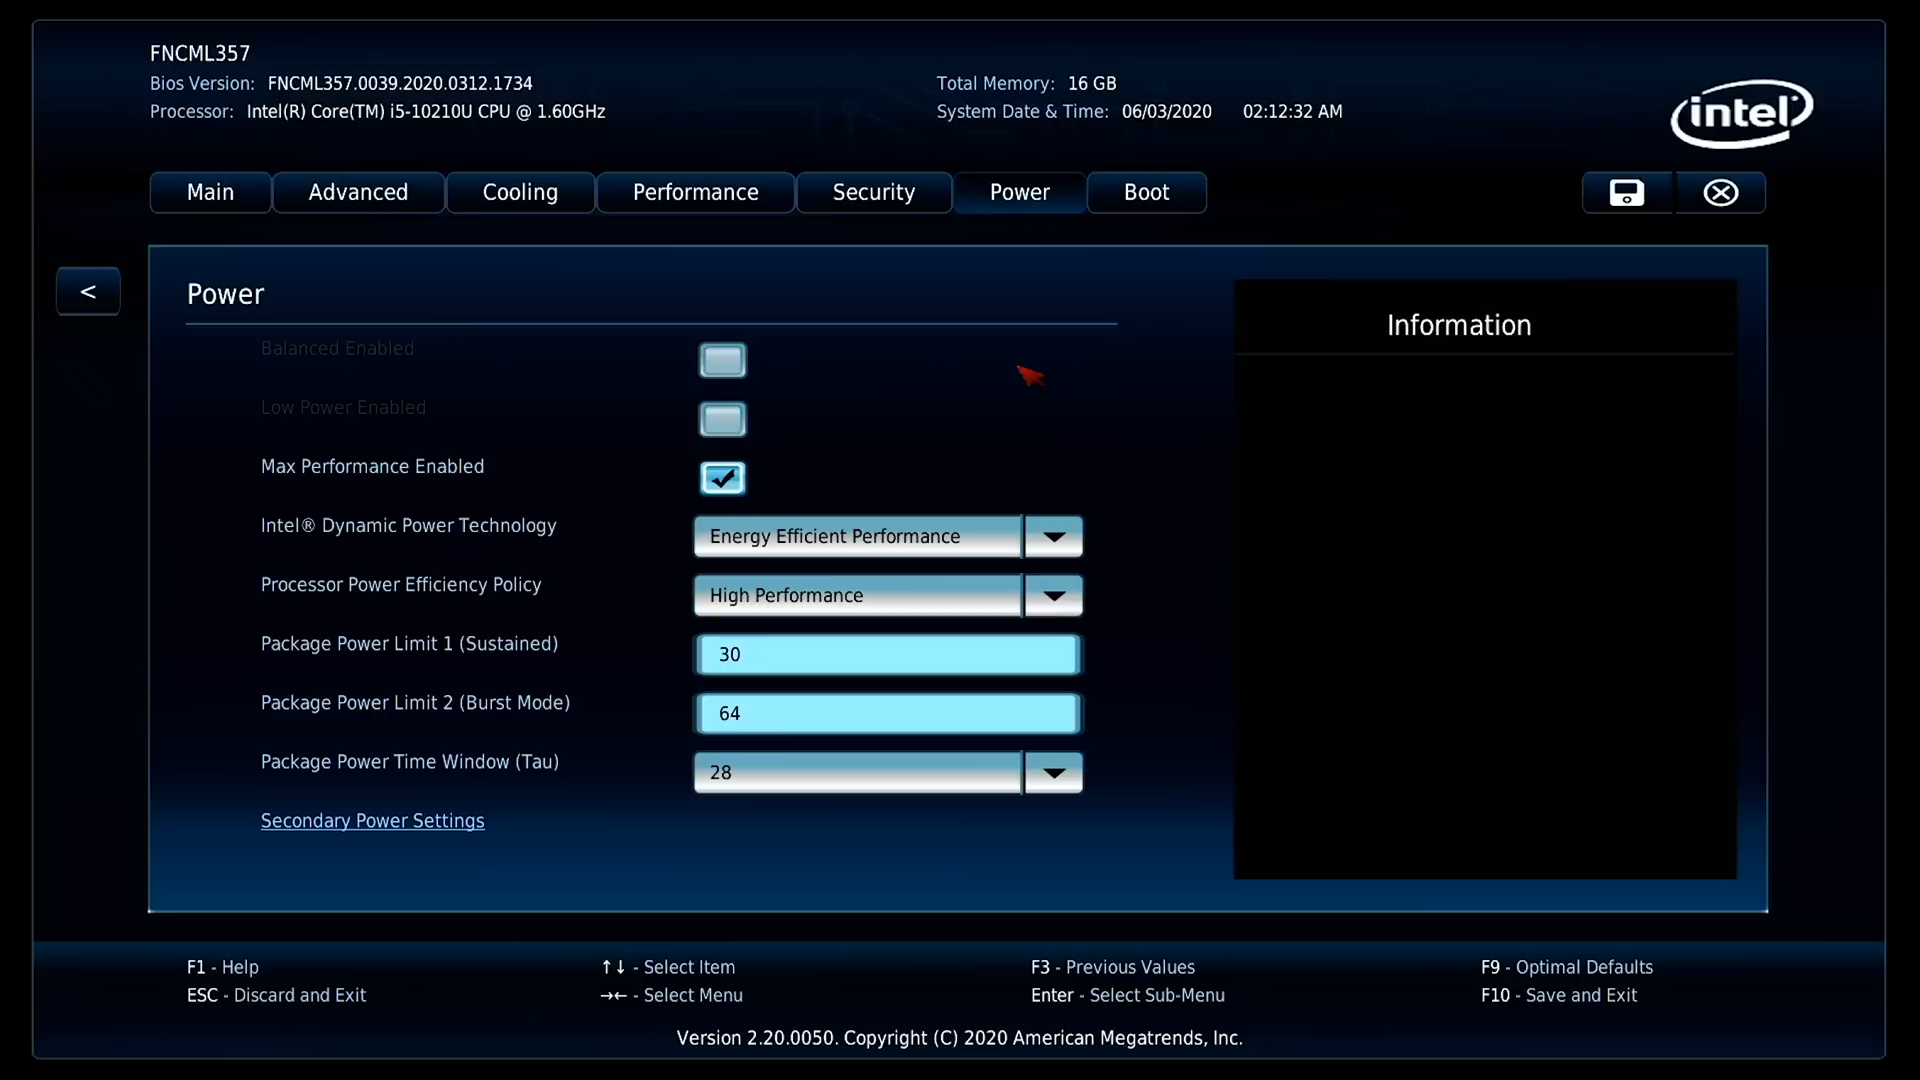 FNCML357
Bios Version: FNCML357.0039.2020.0312.1734
Processor: Intel(R) Core(TM) i5-10210U CPU @ 1.60GHz
Total Memory: 16 GB
System Date & Time: 06/03/2020 02:12:32 AM
intel
Main Advanced Cooling Performance Security Power Boot
<
Power
Information
Balanced Enabled
Low Power Enabled
Max Performance Enabled
Intel® Dynamic Power Technology Energy Efficient Performance
Processor Power Efficiency Policy High Performance
Package Power Limit 1 (Sustained) 30
Package Power Limit 2 (Burst Mode) 64
Package Power Time Window (Tau) 28
Secondary Power Settings
F1 - Help ↑↓ - Select Item F3 - Previous Values F9 - Optimal Defaults
ESC - Discard and Exit →← - Select Menu Enter - Select Sub-Menu F10 - Save and Exit
Version 2.20.0050. Copyright (C) 2020 American Megatrends, Inc.